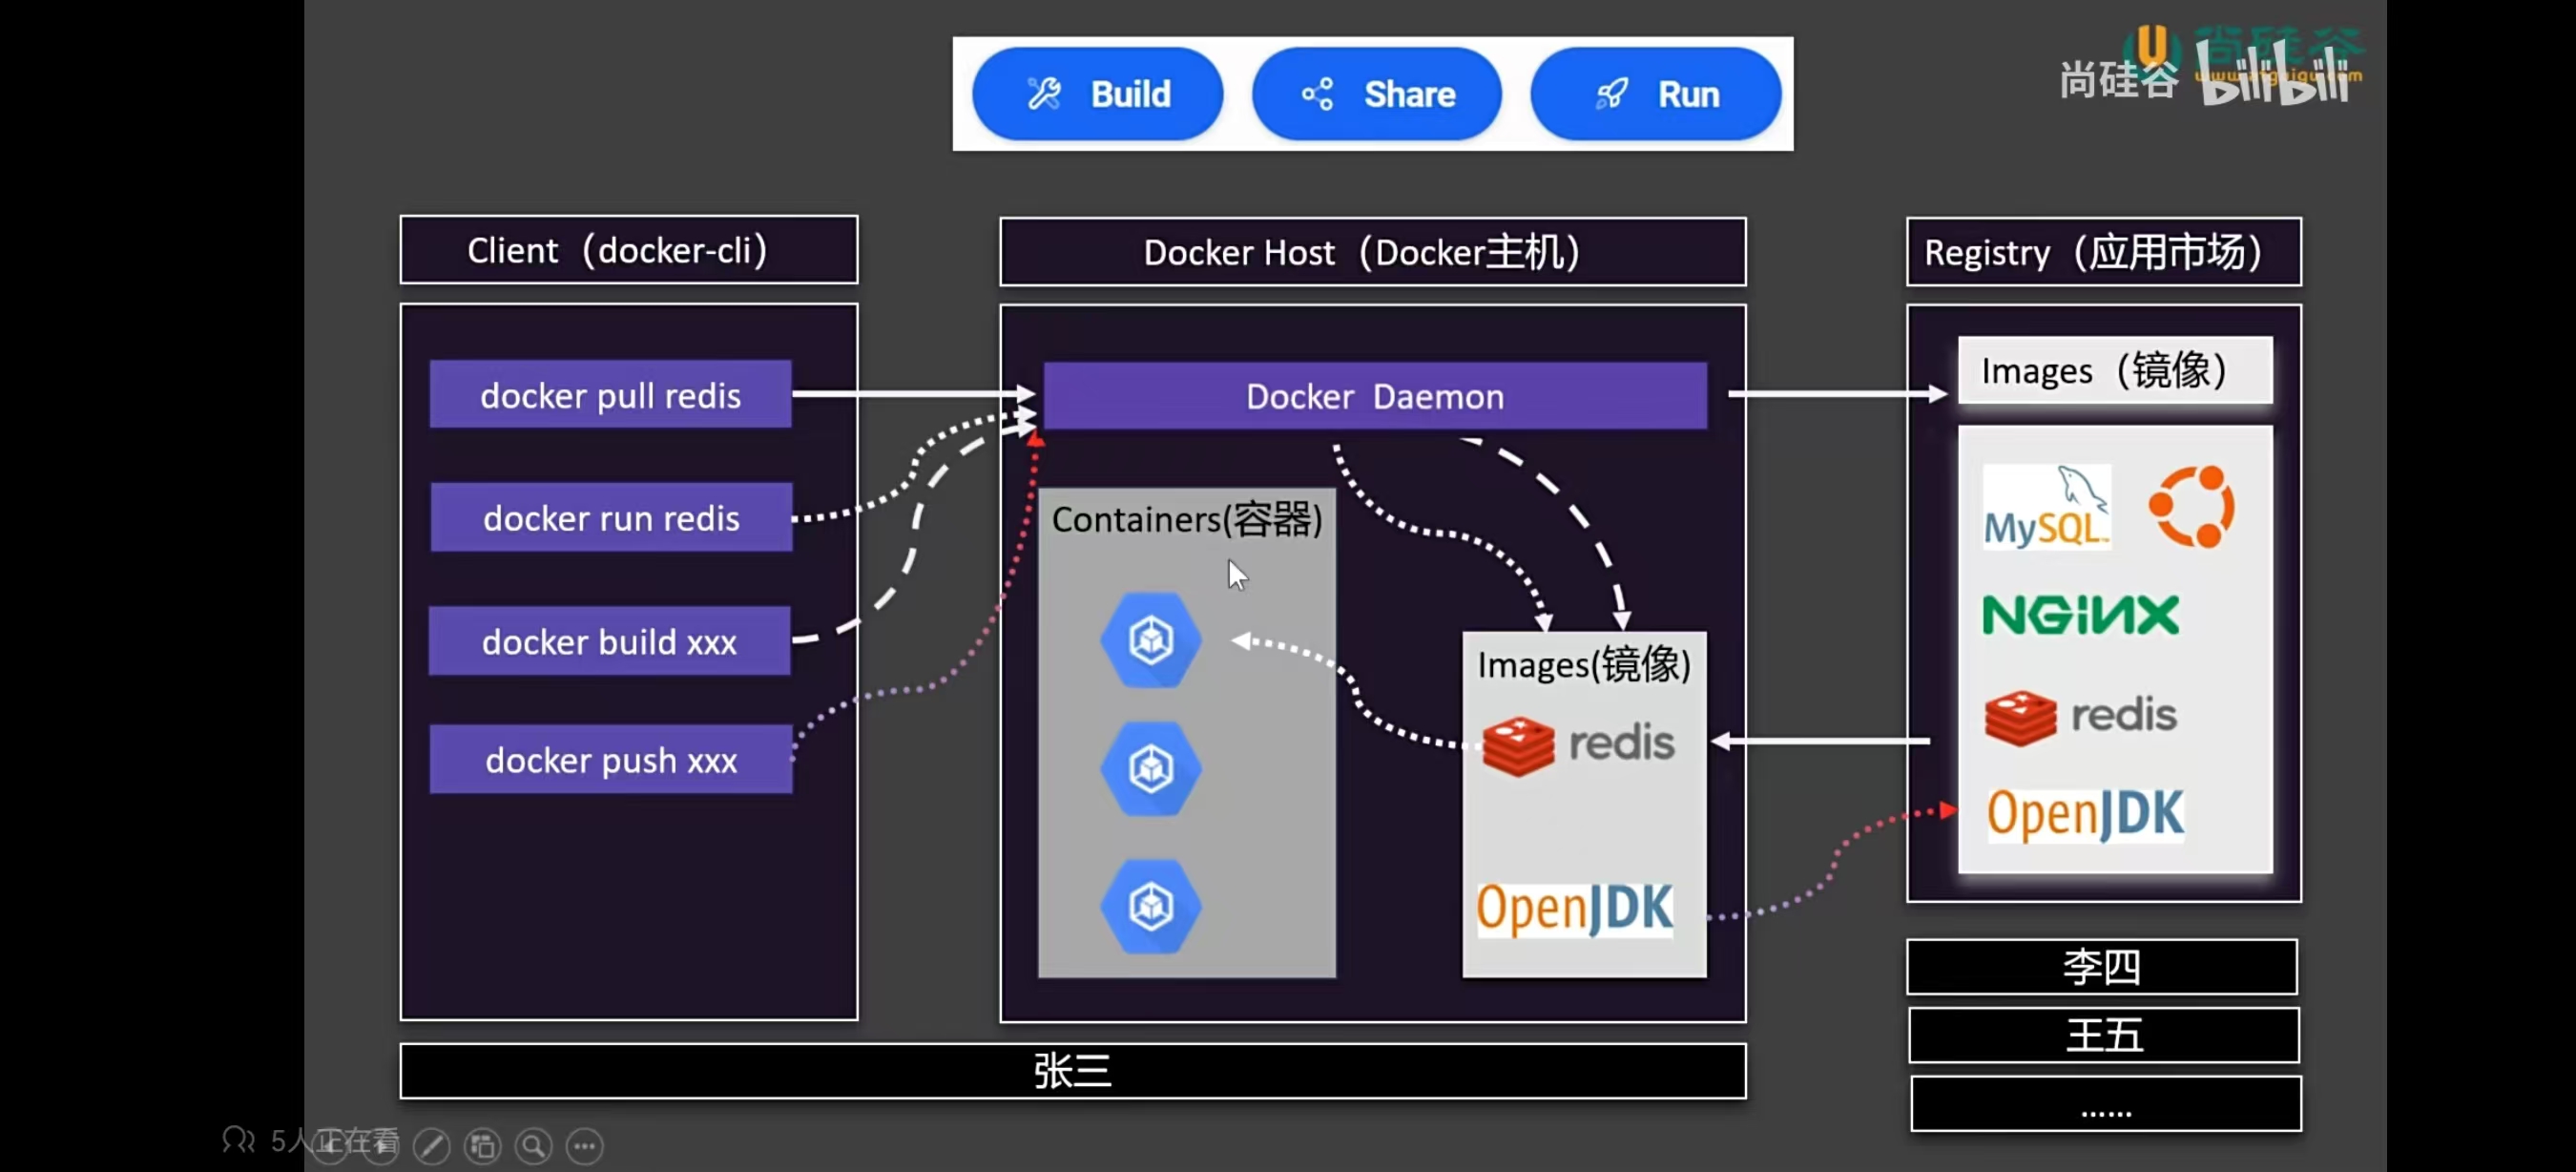 Build
Share
Run
尚硅谷
bilibili
Client（docker-cli）
Docker Host（Docker主机）
Registry（应用市场）
docker pull redis
docker run redis
docker build xxx
docker push xxx
Docker Daemon
Containers(容器)
Images(镜像)
redis
OpenJDK
Images（镜像）
MySQL
NGINX
redis
OpenJDK
张三
李四
王五
......
5人正在看